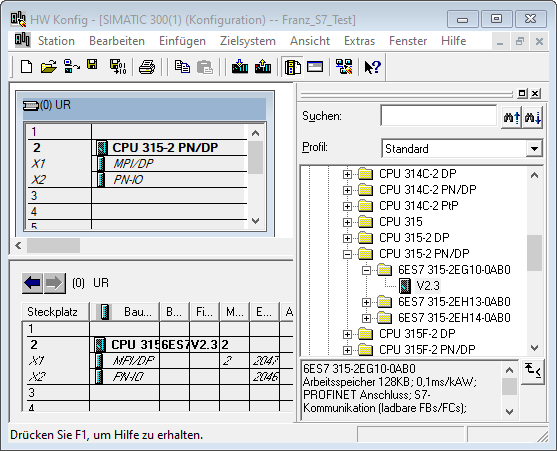 HW Konfig - [SIMATIC 300(1) (Konfiguration) -- Franz_S7_Test]
Station Bearbeiten Einfügen Zielsystem Ansicht Extras Fenster Hilfe
(0) UR
1
2 CPU 315-2 PN/DP
X1 MPI/DP
X2 PN-IO
3
4
5
Suchen:
Profil: Standard
CPU 314C-2 DP
CPU 314C-2 PN/DP
CPU 314C-2 PtP
CPU 315
CPU 315-2 DP
CPU 315-2 PN/DP
6ES7 315-2EG10-0AB0
V2.3
6ES7 315-2EH13-0AB0
6ES7 315-2EH14-0AB0
CPU 315F-2 DP
CPU 315F-2 PN/DP
(0) UR
Steckplatz Bau... B... Fi... M... E... A
1
2 CPU 315 6ES7 V2.3 2
X1 MPI/DP 2 2047
X2 PN-IO 2046
3
4
6ES7 315-2EG10-0AB0
Arbeitsspeicher 128KB; 0,1ms/kAW;
PROFINET Anschluss; S7-
Kommunikation (ladbare FBs/FCs);
Drücken Sie F1, um Hilfe zu erhalten.